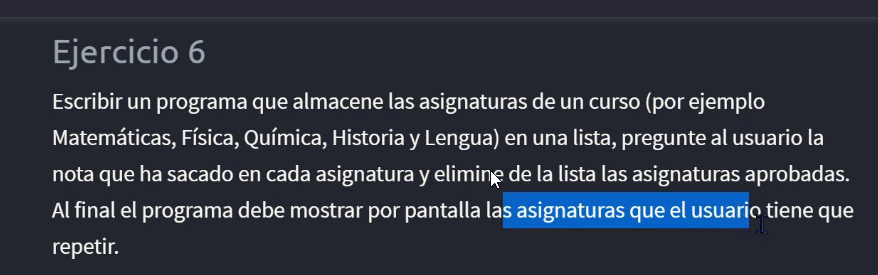 Ejercicio 6
Escribir un programa que almacene las asignaturas de un curso (por ejemplo
Matemáticas, Física, Química, Historia y Lengua) en una lista, pregunte al usuario la
nota que ha sacado en cada asignatura y elimine de la lista las asignaturas aprobadas.
Al final el programa debe mostrar por pantalla las asignaturas que el usuario tiene que
repetir.